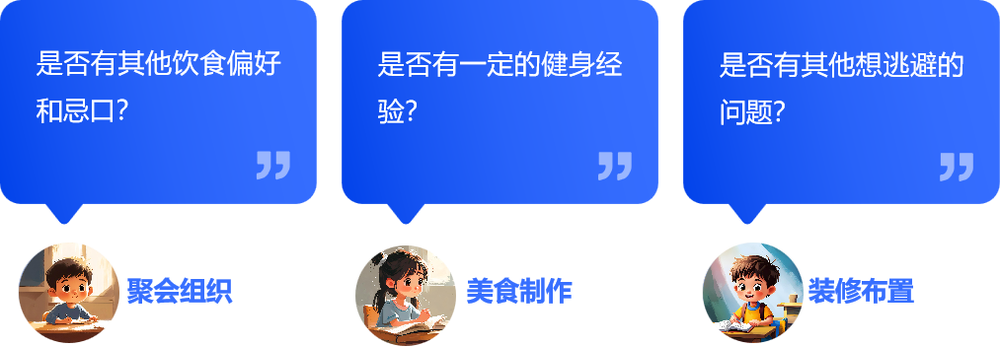 是否有其他饮食偏好
和忌口?
是否有一定的健身经
验?
是否有其他想逃避的
问题?
聚会组织
美食制作
装修布置